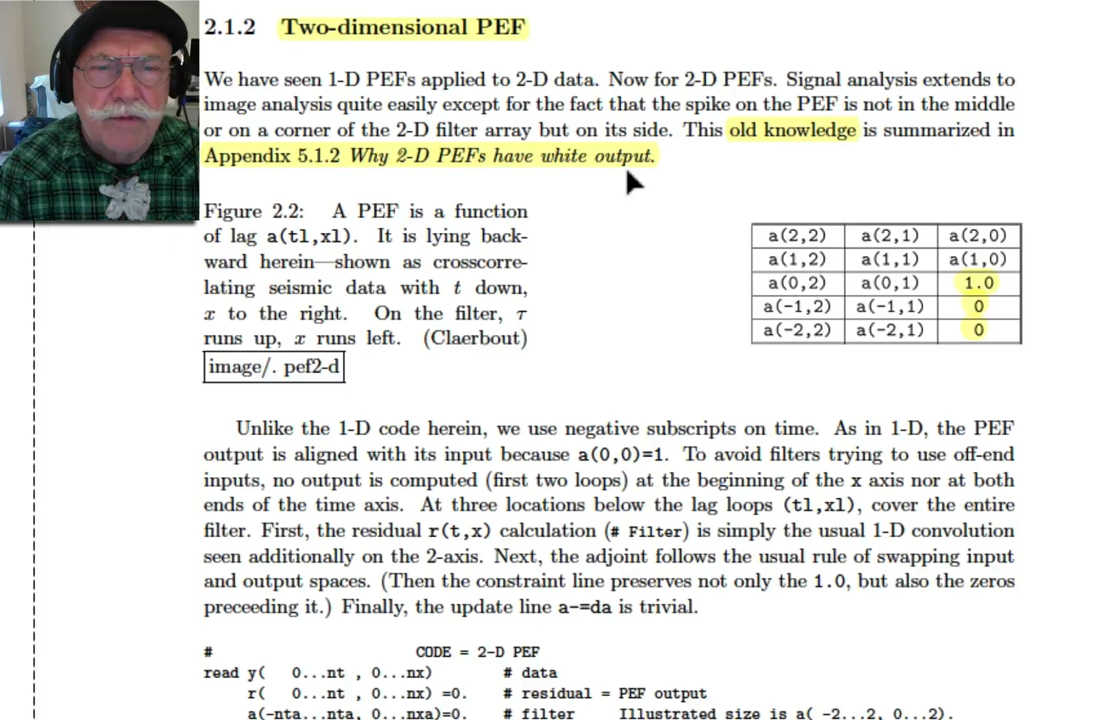 2.1.2 Two-dimensional PEF
We have seen 1-D PEFs applied to 2-D data. Now for 2-D PEFs. Signal analysis extends to
image analysis quite easily except for the fact that the spike on the PEF is not in the middle
or on a corner of the 2-D filter array but on its side. This old knowledge is summarized in
Appendix 5.1.2 Why 2-D PEFs have white output.
Figure 2.2: A PEF is a function
of lag a(tl,xl). It is lying back-
ward herein—shown as crosscorre-
lating seismic data with t down,
x to the right. On the filter, τ
runs up, x runs left. (Claerbout)
image/. pef2-d
a(2,2) a(2,1) a(2,0)
a(1,2) a(1,1) a(1,0)
a(0,2) a(0,1) 1.0
a(-1,2) a(-1,1) 0
a(-2,2) a(-2,1) 0
Unlike the 1-D code herein, we use negative subscripts on time. As in 1-D, the PEF
output is aligned with its input because a(0,0)=1. To avoid filters trying to use off-end
inputs, no output is computed (first two loops) at the beginning of the x axis nor at both
ends of the time axis. At three locations below the lag loops (tl,xl), cover the entire
filter. First, the residual r(t,x) calculation (# Filter) is simply the usual 1-D convolution
seen additionally on the 2-axis. Next, the adjoint follows the usual rule of swapping input
and output spaces. (Then the constraint line preserves not only the 1.0, but also the zeros
preceeding it.) Finally, the update line a-=da is trivial.
# CODE = 2-D PEF
read y( 0...nt , 0...nx) # data
r( 0...nt , 0...nx) =0. # residual = PEF output
a(-nta...nta, 0...nxa)=0. # filter Illustrated size is a( -2...2, 0...2).